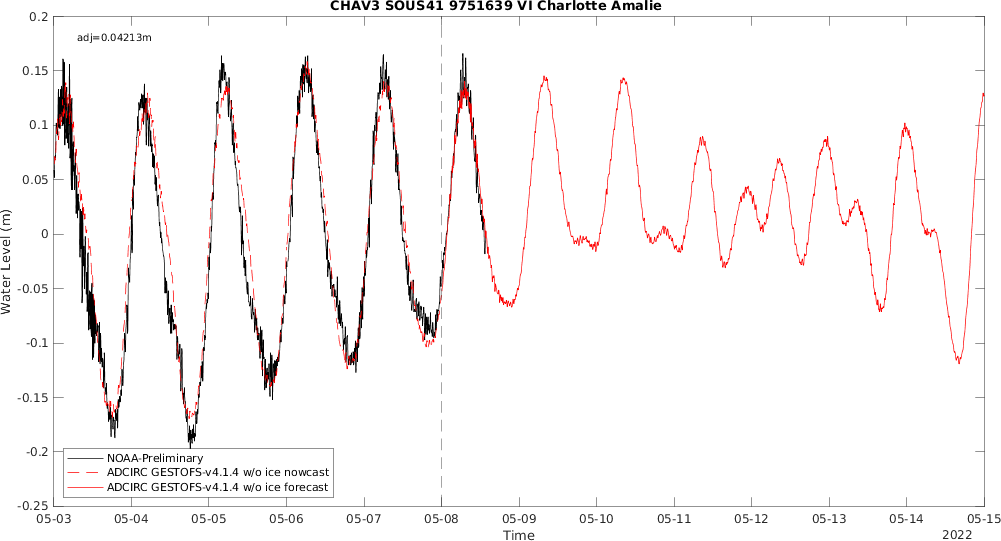 CHAV3 SOUS41 9751639 VI Charlotte Amalie
adj=0.04213m
Water Level (m)
0.2
0.15
0.1
0.05
0
-0.05
-0.1
-0.15
-0.2
-0.25
NOAA-Preliminary
ADCIRC GESTOFS-v4.1.4 w/o ice nowcast
ADCIRC GESTOFS-v4.1.4 w/o ice forecast
05-03 05-04 05-05 05-06 05-07 05-08 05-09 05-10 05-11 05-12 05-13 05-14 05-15
Time
2022